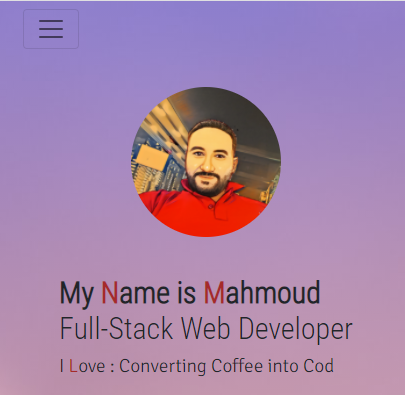 My Name is Mahmoud
Full-Stack Web Developer
I Love : Converting Coffee into Cod